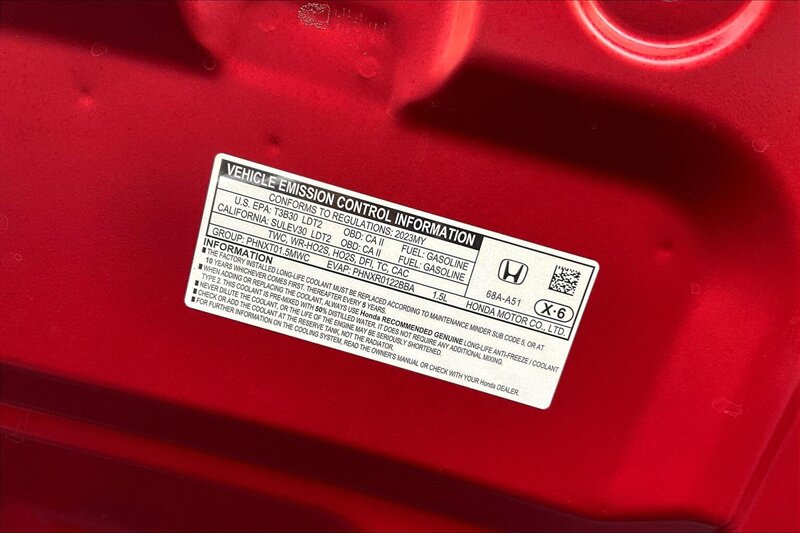 VEHICLE EMISSION CONTROL INFORMATION
CONFORMS TO REGULATIONS: 2023MY
U.S. EPA: T3B30 LDT2 OBD: CA II FUEL: GASOLINE
CALIFORNIA: SULEV30 LDT2 OBD: CA II FUEL: GASOLINE
TWC, WR-HO2S, HO2S, DFI, TC, CAC
GROUP: PHNXT01.5MWC EVAP: PHNXR0122BBA 1.5L
68A-A51
X·6
HONDA MOTOR CO., LTD.
INFORMATION
■ THE FACTORY INSTALLED LONG-LIFE COOLANT MUST BE REPLACED ACCORDING TO MAINTENANCE MINDER SUB CODE 5, OR AT
10 YEARS WHICHEVER COMES FIRST. THEREAFTER EVERY 5 YEARS.
■ WHEN ADDING OR REPLACING THE COOLANT, ALWAYS USE Honda RECOMMENDED GENUINE LONG-LIFE ANTI-FREEZE / COOLANT
TYPE 2. THIS COOLANT IS PRE-MIXED WITH 50% DISTILLED WATER. IT DOES NOT REQUIRE ANY ADDITIONAL MIXING.
■ NEVER DILUTE THE COOLANT, OR THE LIFE OF THE ENGINE MAY BE SERIOUSLY SHORTENED.
■ CHECK OR ADD THE COOLANT AT THE RESERVE TANK, NOT THE RADIATOR.
■ FOR FURTHER INFORMATION ON THE COOLING SYSTEM, READ THE OWNER'S MANUAL OR CHECK WITH YOUR Honda DEALER.